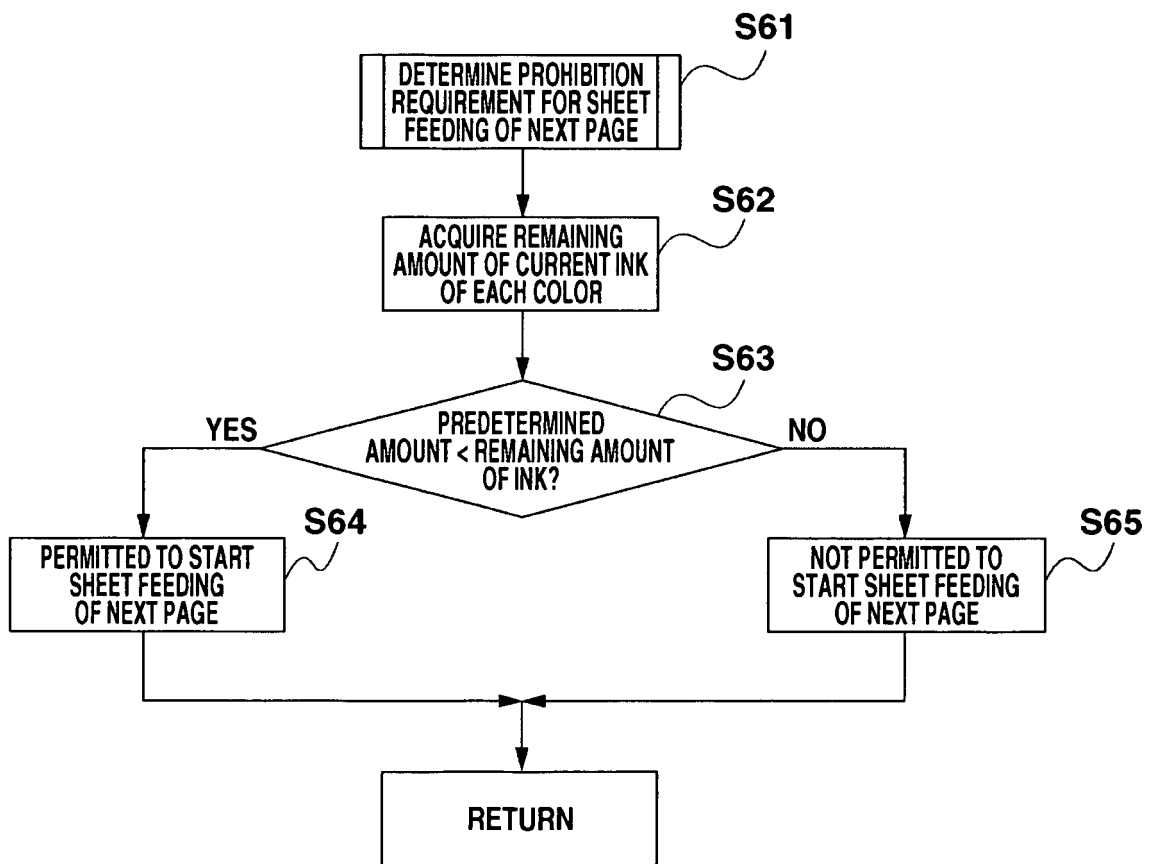 S61
DETERMINE PROHIBITION
REQUIREMENT FOR SHEET
FEEDING OF NEXT PAGE
S62
ACQUIRE REMAINING
AMOUNT OF CURRENT INK
OF EACH COLOR
S63
YES
PREDETERMINED
AMOUNT < REMAINING AMOUNT
OF INK?
NO
S64
PERMITTED TO START
SHEET FEEDING
OF NEXT PAGE
S65
NOT PERMITTED TO
START SHEET FEEDING
OF NEXT PAGE
RETURN